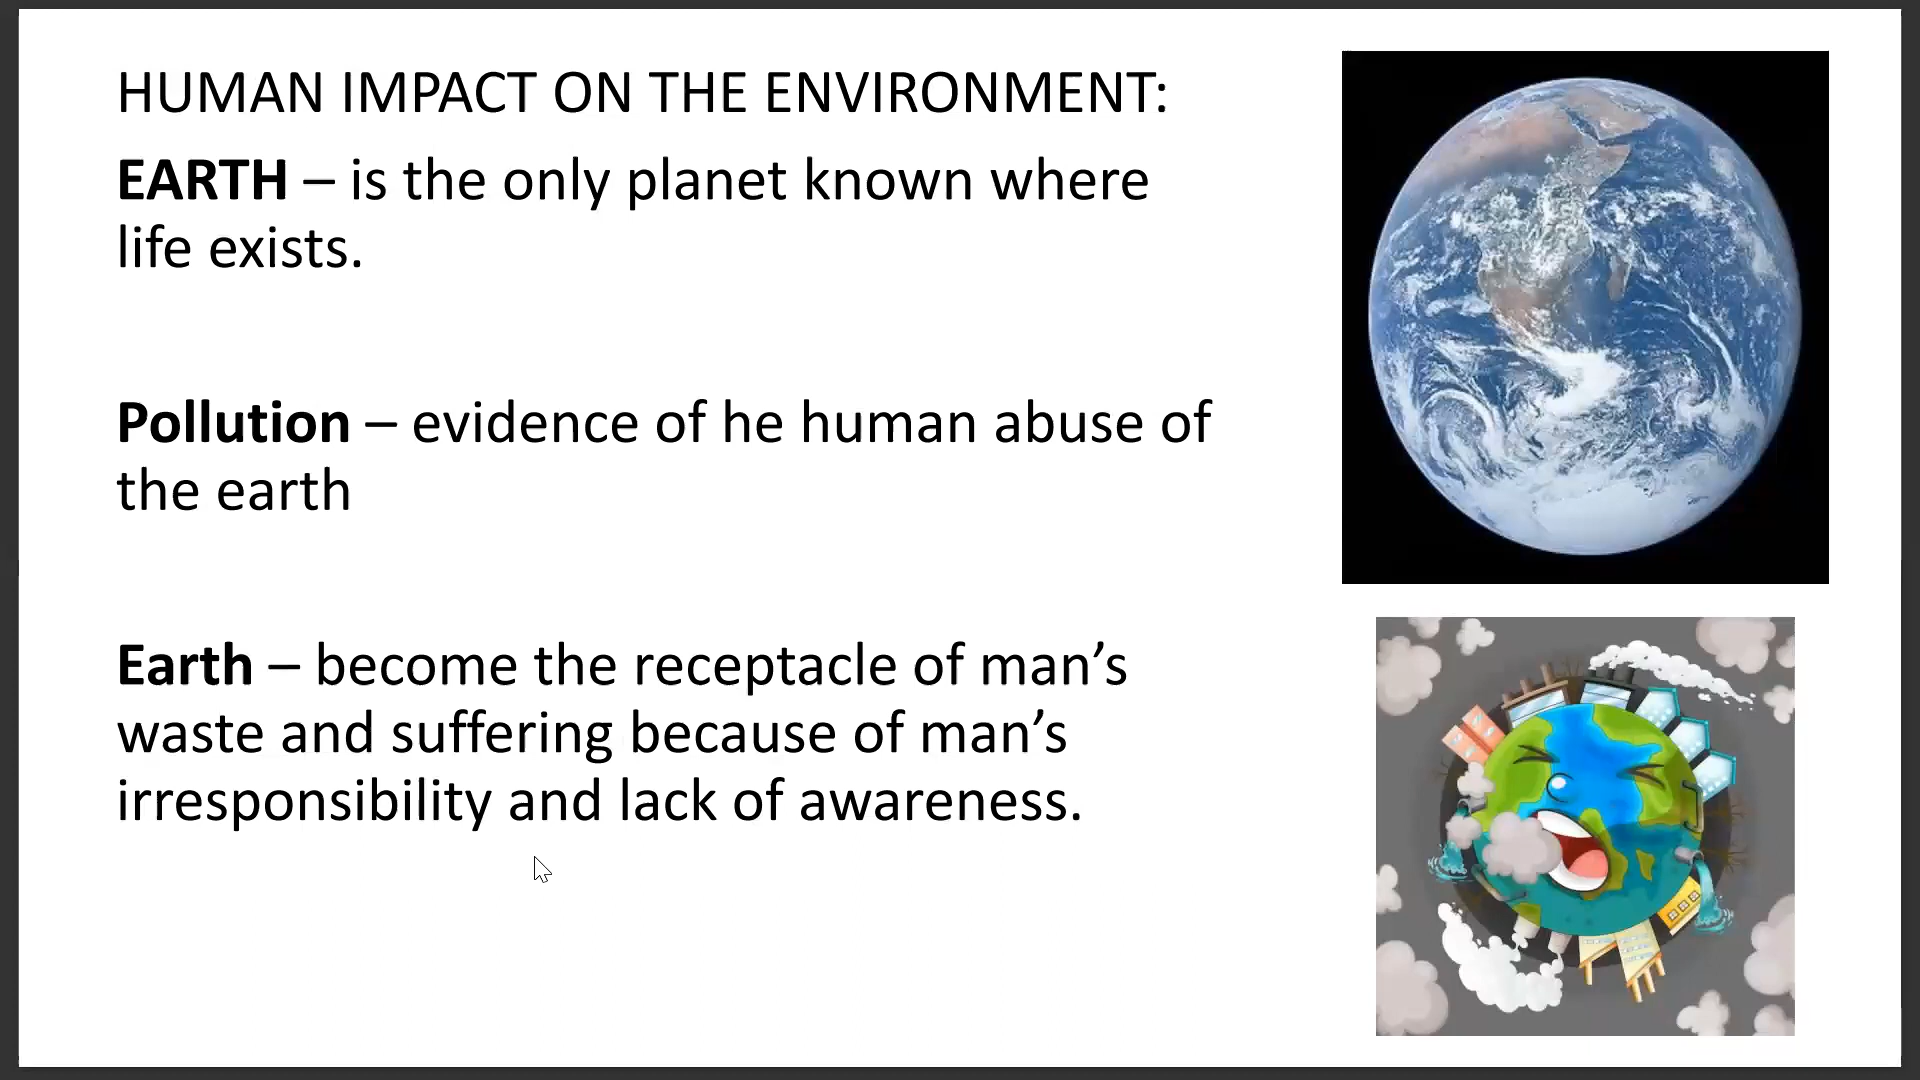 HUMAN IMPACT ON THE ENVIRONMENT:
EARTH – is the only planet known where
life exists.
Pollution – evidence of he human abuse of
the earth
Earth – become the receptacle of man’s
waste and suffering because of man’s
irresponsibility and lack of awareness.